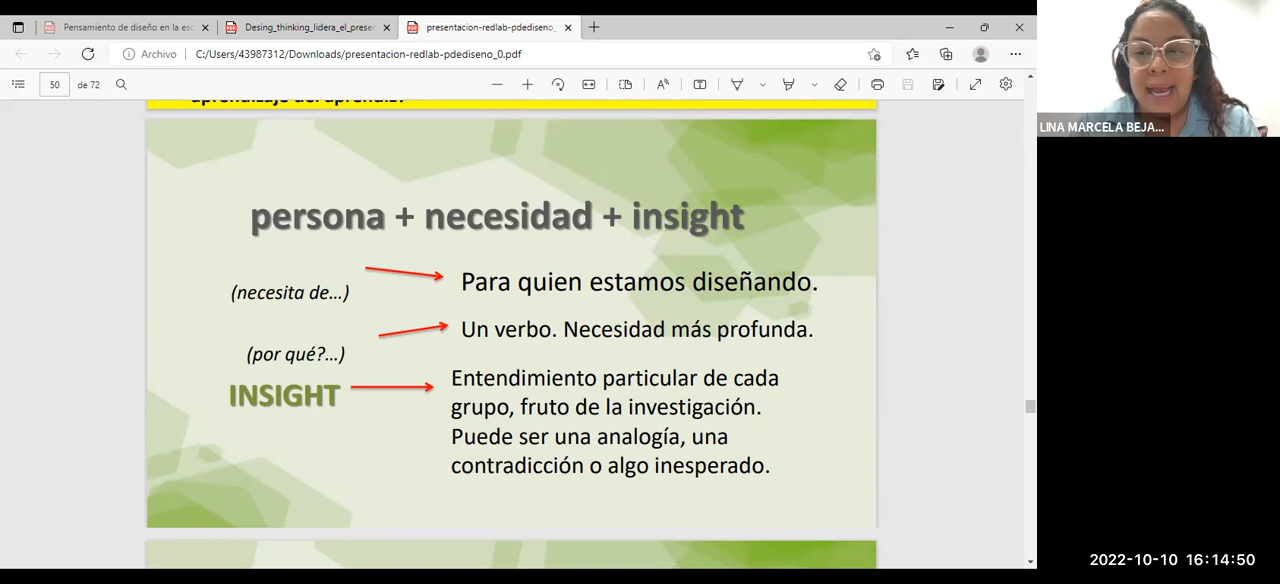 Pensamiento de diseño en la esc
Desing_thinking_lidera_el_prese
presentacion-redlab-pdediseno_
Archivo
C:/Users/43987312/Downloads/presentacion-redlab-pdediseno_0.pdf
50 de 72
persona + necesidad + insight
(necesita de...)
Para quien estamos diseñando.
(por qué?...)
Un verbo. Necesidad más profunda.
INSIGHT
Entendimiento particular de cada
grupo, fruto de la investigación.
Puede ser una analogía, una
contradicción o algo inesperado.
LINA MARCELA BEJA...
2022-10-10 16:14:50